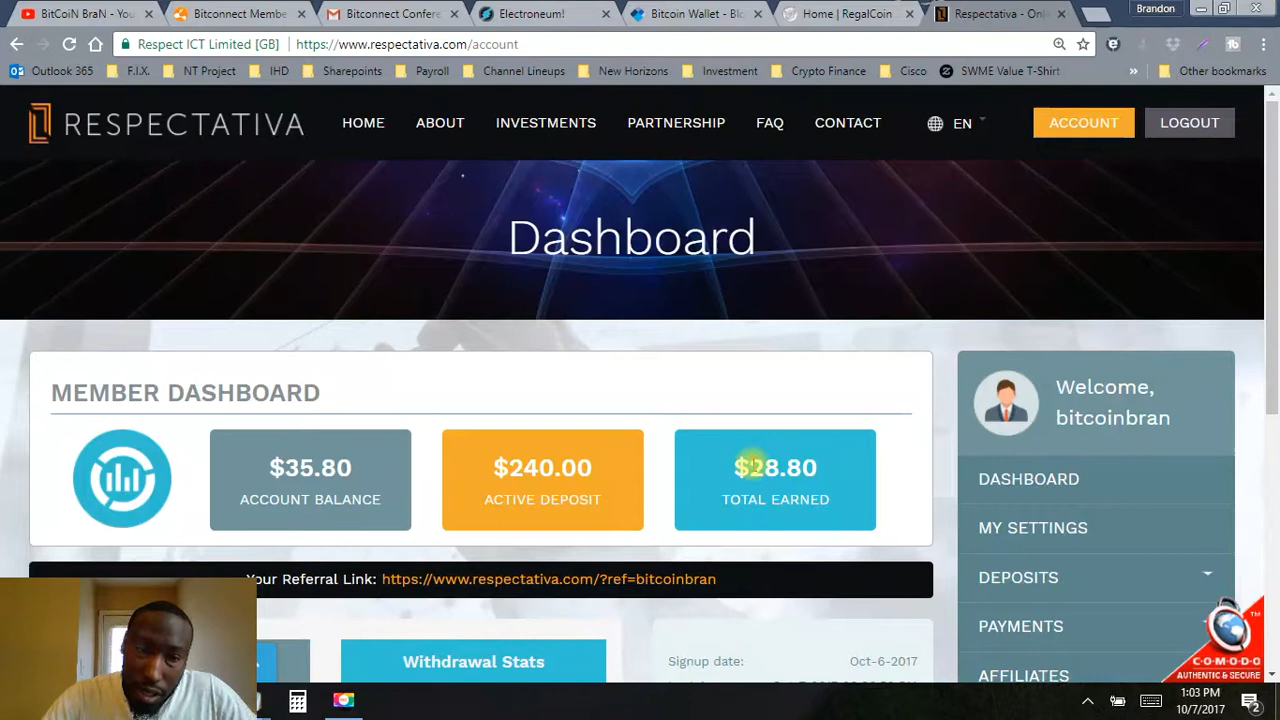 BitCoiN BraN - You
Bitconnect Membe
Bitconnect Confere
Electroneum!
Bitcoin Wallet - Blo
Home | RegalCoin
Respectativa - Onl
Brandon
Respect ICT Limited [GB]
https://www.respectativa.com/account
Outlook 365
F.I.X.
NT Project
IHD
Sharepoints
Payroll
Channel Lineups
New Horizons
Investment
Crypto Finance
Cisco
SWME Value T-Shirt
»
Other bookmarks
RESPECTATIVA
HOME
ABOUT
INVESTMENTS
PARTNERSHIP
FAQ
CONTACT
EN
ACCOUNT
LOGOUT
Dashboard
MEMBER DASHBOARD
$35.80
ACCOUNT BALANCE
$240.00
ACTIVE DEPOSIT
$28.80
TOTAL EARNED
Your Referral Link: https://www.respectativa.com/?ref=bitcoinbran
Withdrawal Stats
Signup date:
Oct-6-2017
Welcome,
bitcoinbran
DASHBOARD
MY SETTINGS
DEPOSITS
PAYMENTS
AFFILIATES
TM
COMODO
AUTHENTIC & SECURE
1:03 PM
10/7/2017
2